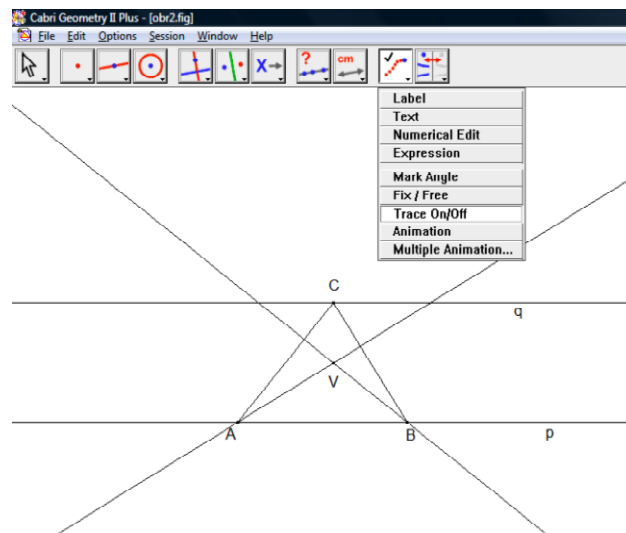 Cabri Geometry II Plus - [obr2.fig]
File Edit Options Session Window Help
X
?
cm
Label
Text
Numerical Edit
Expression
Mark Angle
Fix / Free
Trace On/Off
Animation
Multiple Animation...
C
q
V
A
B
p